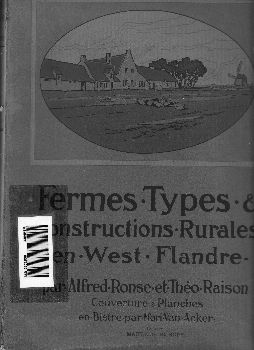 Fermes·Types·&
Constructions·Rurales
en·West·Flandre·
par·Alfred·Ronse·et·Théo·Raison
Couverture & Planches
en·Bistre·par·Mari·Van·Acker·